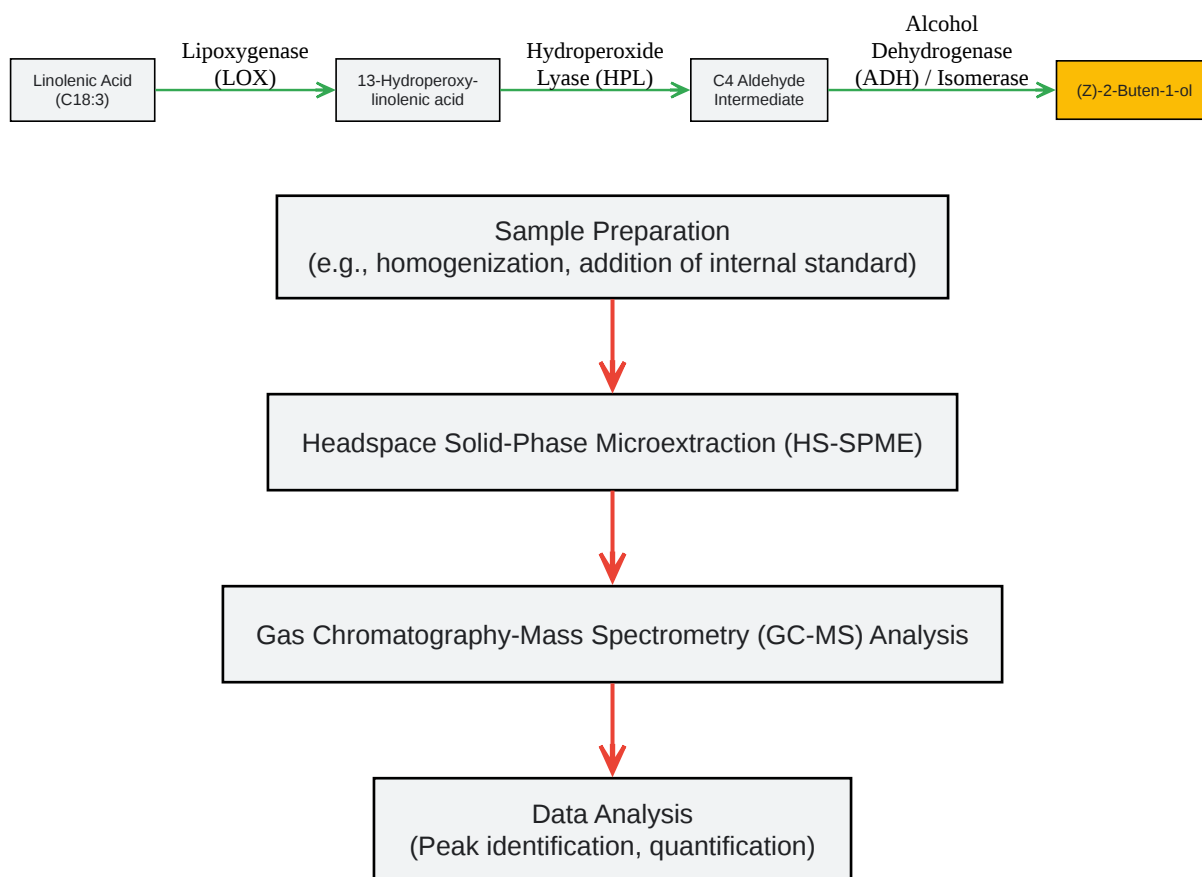 Linolenic Acid
(C18:3)
Lipoxygenase
(LOX)
13-Hydroperoxy-
linolenic acid
Hydroperoxide
Lyase (HPL)
C4 Aldehyde
Intermediate
Alcohol
Dehydrogenase
(ADH) / Isomerase
(Z)-2-Buten-1-ol
Sample Preparation
(e.g., homogenization, addition of internal standard)
Headspace Solid-Phase Microextraction (HS-SPME)
Gas Chromatography-Mass Spectrometry (GC-MS) Analysis
Data Analysis
(Peak identification, quantification)